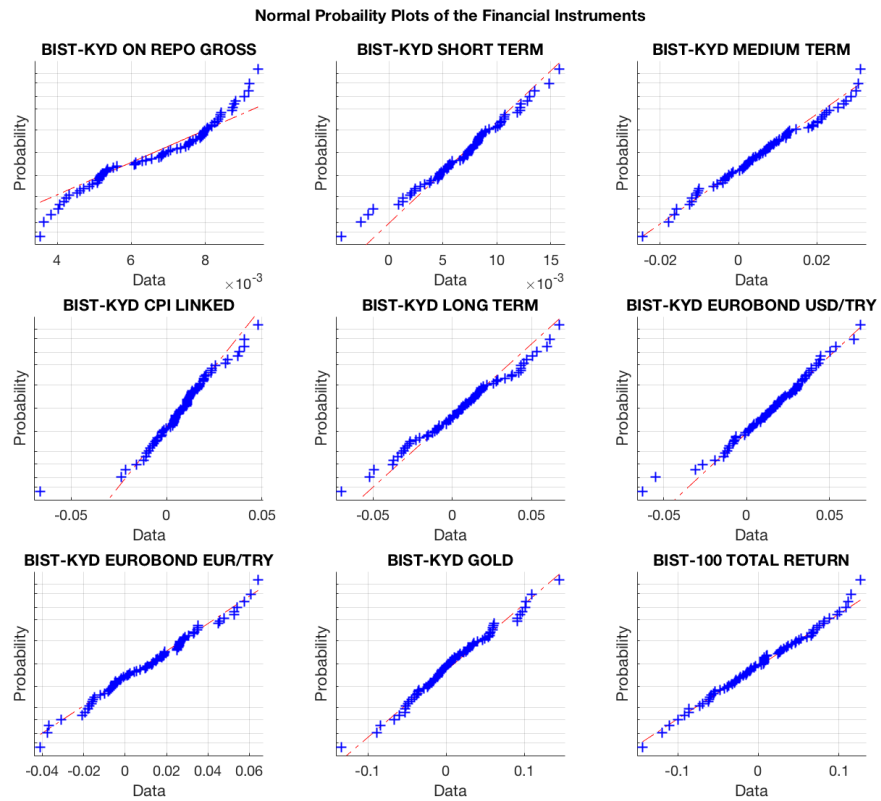 Normal Probaility Plots of the Financial Instruments
BIST-KYD ON REPO GROSS
Probability
4 6 8
×10⁻³
Data
BIST-KYD SHORT TERM
Probability
0 5 10 15
×10⁻³
Data
BIST-KYD MEDIUM TERM
Probability
-0.02 0 0.02
Data
BIST-KYD CPI LINKED
Probability
-0.05 0 0.05
Data
BIST-KYD LONG TERM
Probability
-0.05 0 0.05
Data
BIST-KYD EUROBOND USD/TRY
Probability
-0.05 0 0.05
Data
BIST-KYD EUROBOND EUR/TRY
Probability
-0.04 -0.02 0 0.02 0.04 0.06
Data
BIST-KYD GOLD
Probability
-0.1 0 0.1
Data
BIST-100 TOTAL RETURN
Probability
-0.1 0 0.1
Data